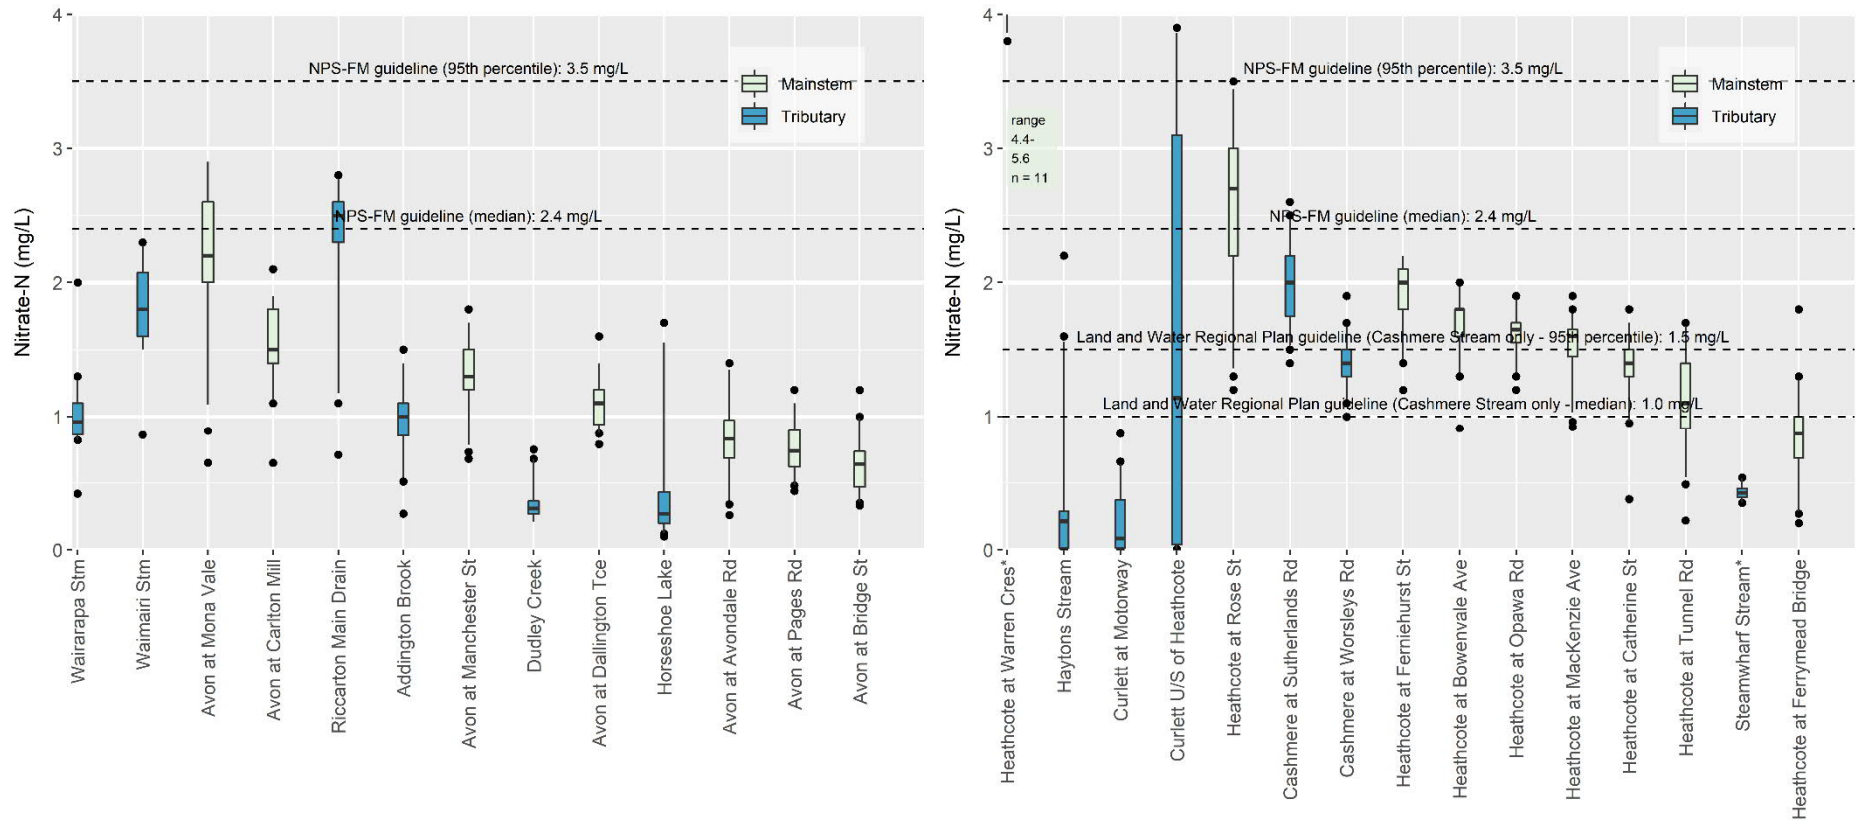 Nitrate-N (mg/L)
4
3
2
1
0
NPS-FM guideline (95th percentile): 3.5 mg/L
NPS-FM guideline (median): 2.4 mg/L
Mainstem
Tributary
Wairarapa Stm
Waimairi Stm
Avon at Mona Vale
Avon at Carlton Mill
Riccarton Main Drain
Addington Brook
Avon at Manchester St
Dudley Creek
Avon at Dallington Tce
Horseshoe Lake
Avon at Avondale Rd
Avon at Pages Rd
Avon at Bridge St
Nitrate-N (mg/L)
4
3
2
1
0
NPS-FM guideline (95th percentile): 3.5 mg/L
range
4.4-
5.6
n = 11
NPS-FM guideline (median): 2.4 mg/L
Land and Water Regional Plan guideline (Cashmere Stream only - 95th percentile): 1.5 mg/L
Land and Water Regional Plan guideline (Cashmere Stream only - median): 1.0 mg/L
Mainstem
Tributary
Heathcote at Warren Cres*
Haytons Stream
Curlett at Motorway
Curlett U/S of Heathcote
Heathcote at Rose St
Cashmere at Sutherlands Rd
Cashmere at Worsleys Rd
Heathcote at Ferniehurst St
Heathcote at Bowenvale Ave
Heathcote at Opawa Rd
Heathcote at MacKenzie Ave
Heathcote at Catherine St
Heathcote at Tunnel Rd
Steamwharf Stream*
Heathcote at Ferrymead Bridge